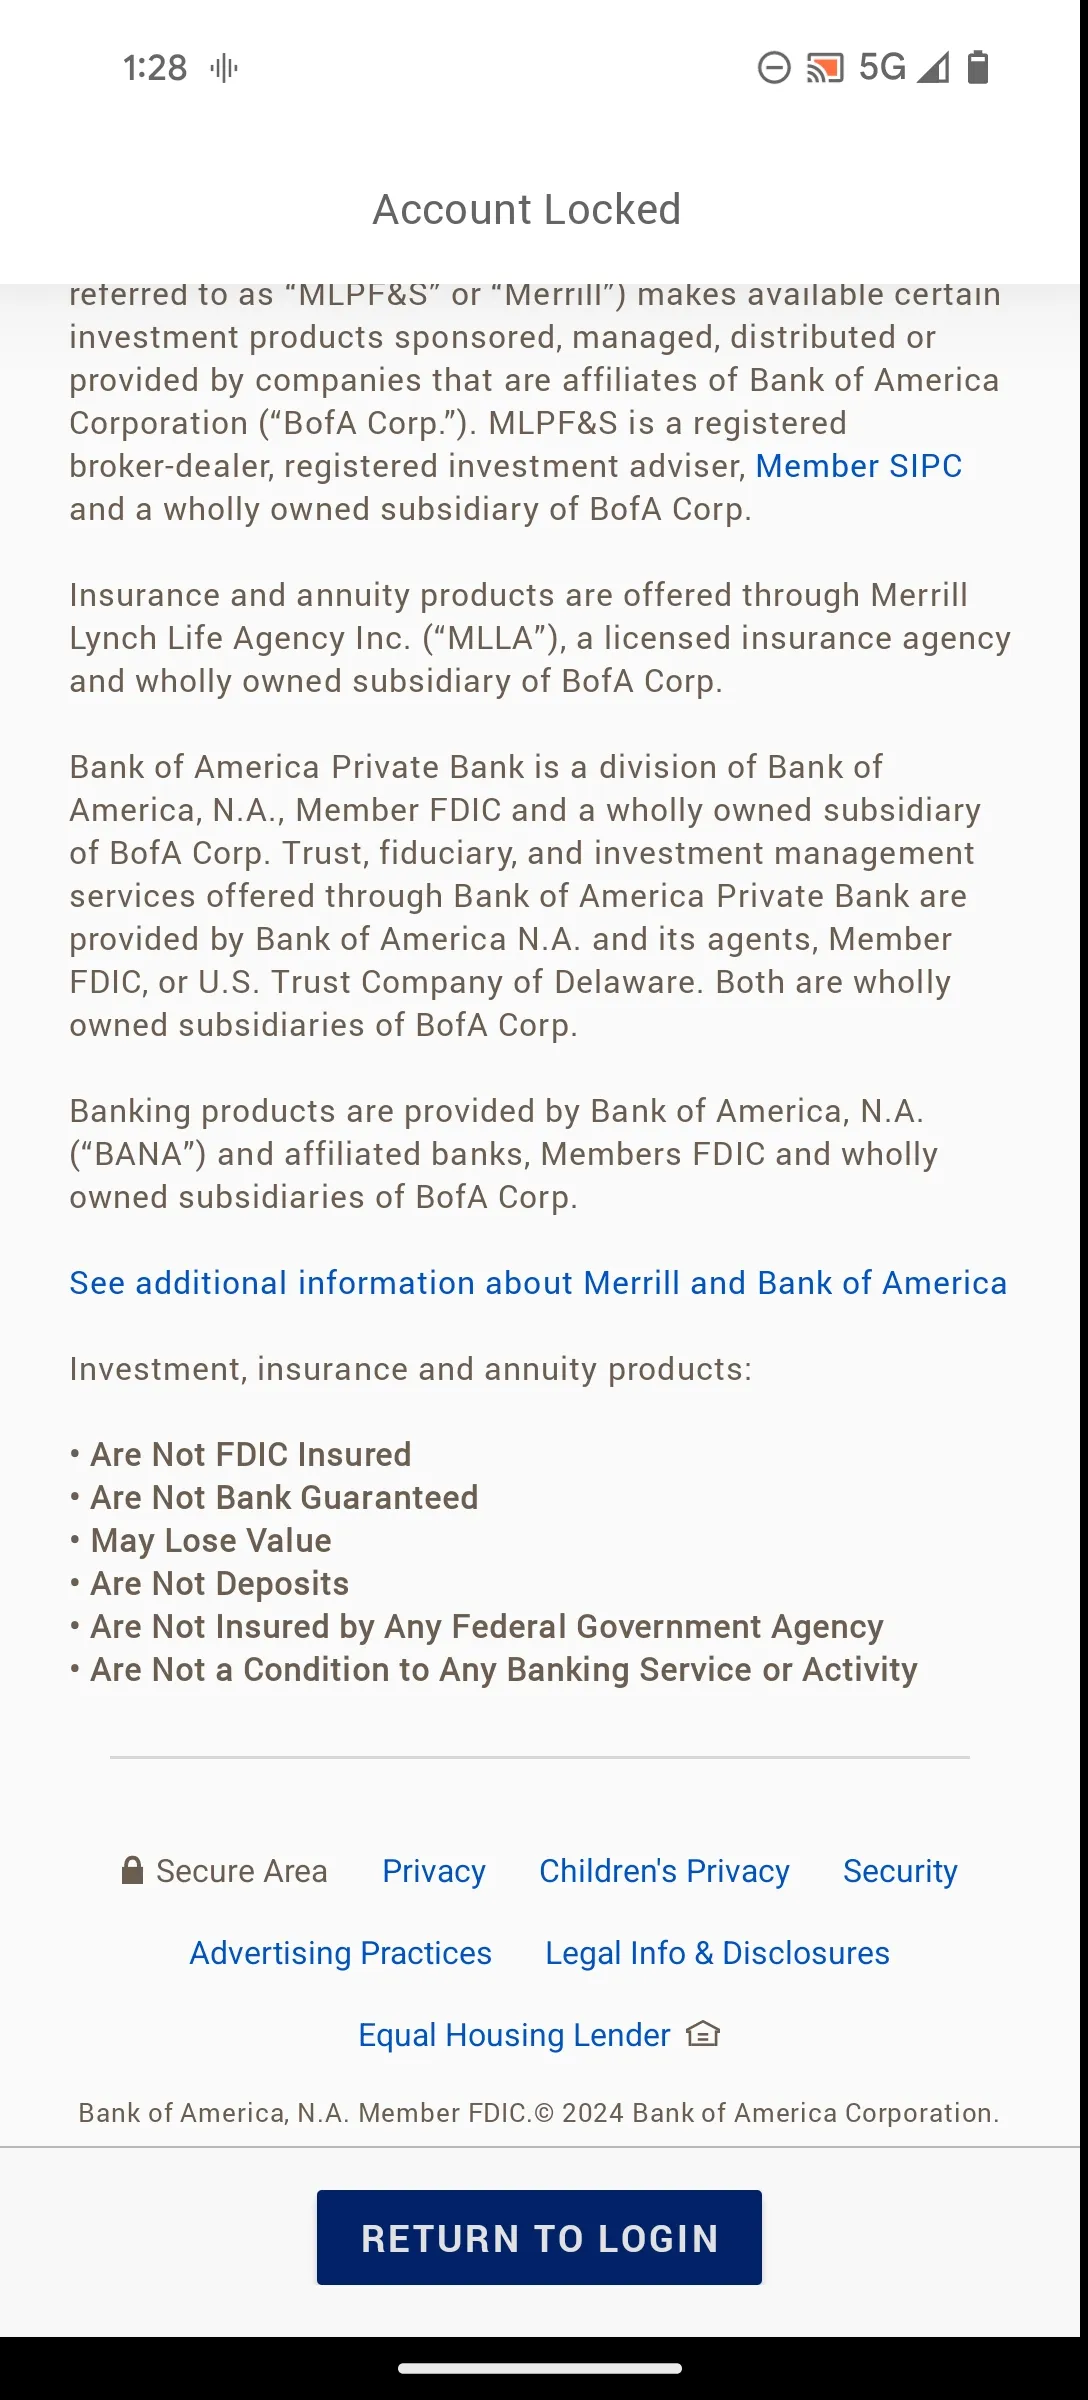 1:28
5G
Account Locked
referred to as “MLPF&S” or “Merrill”) makes available certain
investment products sponsored, managed, distributed or
provided by companies that are affiliates of Bank of America
Corporation (“BofA Corp.”). MLPF&S is a registered
broker-dealer, registered investment adviser, Member SIPC
and a wholly owned subsidiary of BofA Corp.
Insurance and annuity products are offered through Merrill
Lynch Life Agency Inc. (“MLLA”), a licensed insurance agency
and wholly owned subsidiary of BofA Corp.
Bank of America Private Bank is a division of Bank of
America, N.A., Member FDIC and a wholly owned subsidiary
of BofA Corp. Trust, fiduciary, and investment management
services offered through Bank of America Private Bank are
provided by Bank of America N.A. and its agents, Member
FDIC, or U.S. Trust Company of Delaware. Both are wholly
owned subsidiaries of BofA Corp.
Banking products are provided by Bank of America, N.A.
(“BANA”) and affiliated banks, Members FDIC and wholly
owned subsidiaries of BofA Corp.
See additional information about Merrill and Bank of America
Investment, insurance and annuity products:
• Are Not FDIC Insured
• Are Not Bank Guaranteed
• May Lose Value
• Are Not Deposits
• Are Not Insured by Any Federal Government Agency
• Are Not a Condition to Any Banking Service or Activity
Secure Area Privacy Children's Privacy Security
Advertising Practices Legal Info & Disclosures
Equal Housing Lender
Bank of America, N.A. Member FDIC.© 2024 Bank of America Corporation.
RETURN TO LOGIN